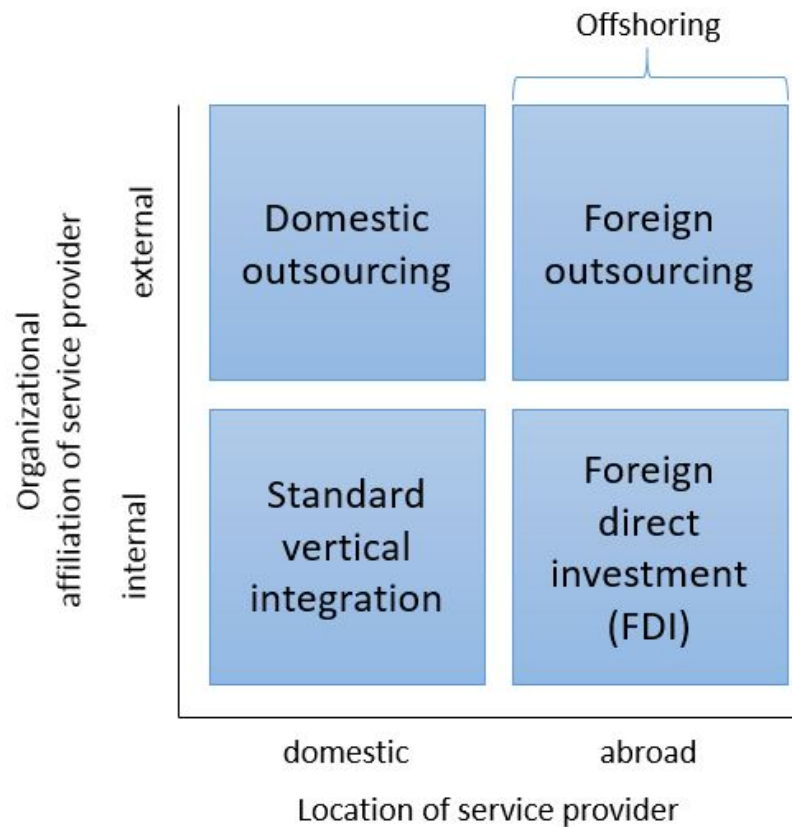 Offshoring
Organizational
affiliation of service provider
external
internal
Domestic
outsourcing
Foreign
outsourcing
Standard
vertical
integration
Foreign
direct
investment
(FDI)
domestic
abroad
Location of service provider